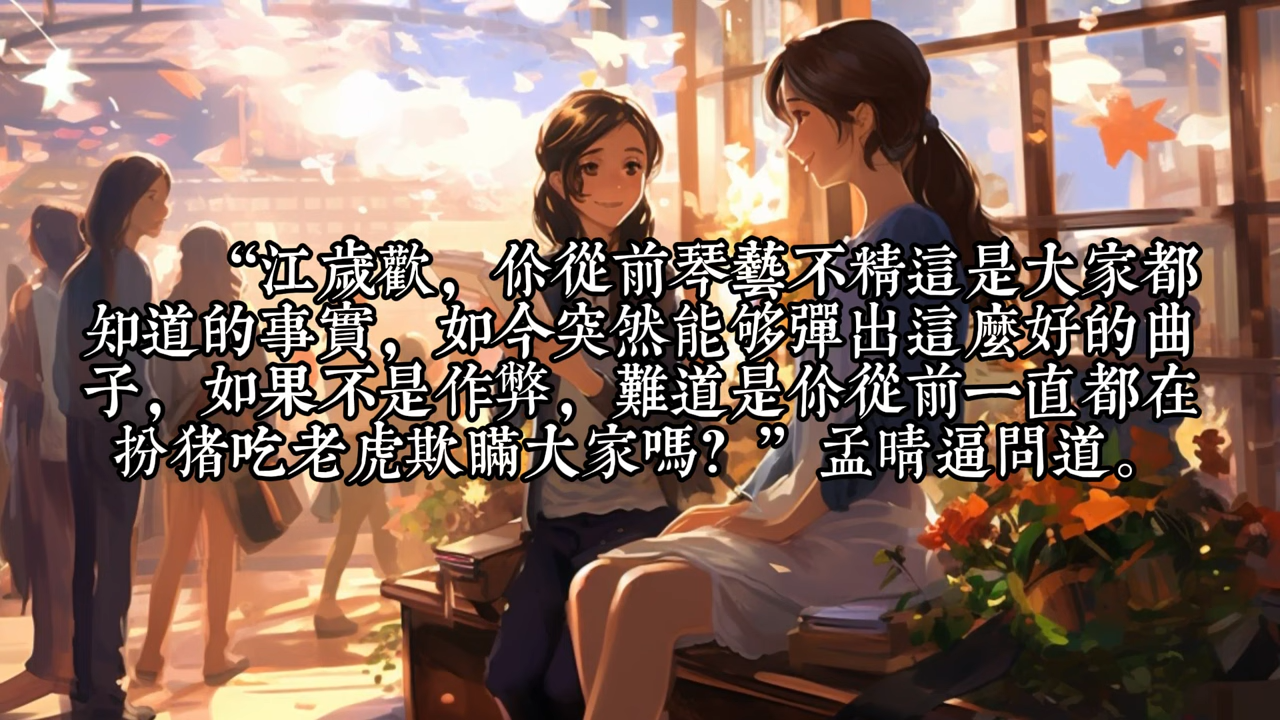 “江歲歡，你從前琴藝不精這是大家都
知道的事實，如今突然能够彈出這麼好的曲
子，如果不是作弊，難道是你從前一直都在
扮猪吃老虎欺瞞大家嗎？”孟晴逼問道。